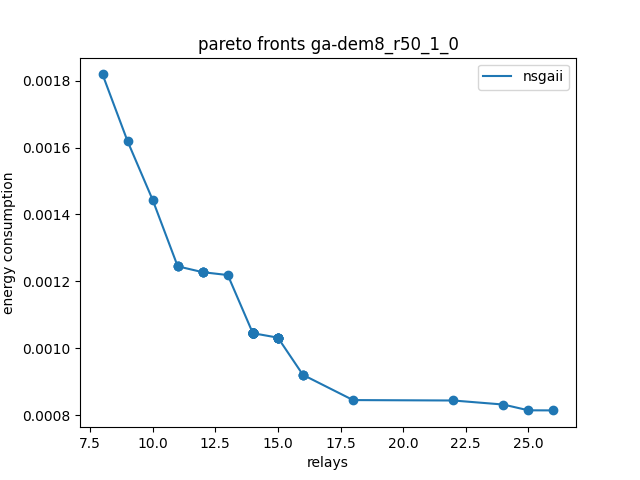 pareto fronts ga-dem8_r50_1_0
nsgaii
0.0018
0.0016
0.0014
0.0012
0.0010
0.0008
energy consumption
7.5 10.0 12.5 15.0 17.5 20.0 22.5 25.0
relays